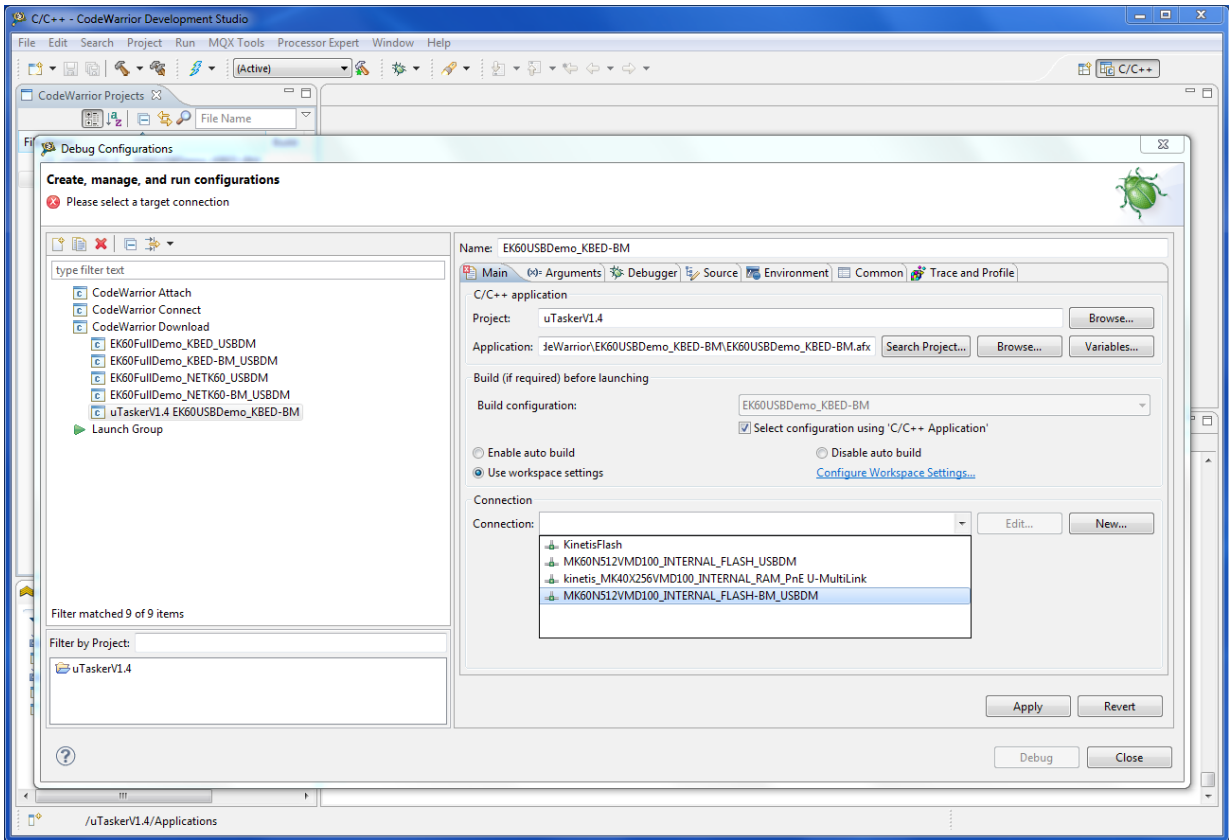 C/C++ - CodeWarrior Development Studio
File Edit Search Project Run MQX Tools Processor Expert Window Help
(Active)
C/C++
CodeWarrior Projects
File Name
Debug Configurations
Create, manage, and run configurations
Please select a target connection
type filter text
CodeWarrior Attach
CodeWarrior Connect
CodeWarrior Download
EK60FullDemo_KBED_USBDM
EK60FullDemo_KBED-BM_USBDM
EK60FullDemo_NETK60_USBDM
EK60FullDemo_NETK60-BM_USBDM
uTaskerV1.4 EK60USBDemo_KBED-BM
Launch Group
Filter matched 9 of 9 items
Filter by Project:
uTaskerV1.4
Name: EK60USBDemo_KBED-BM
Main (x)= Arguments Debugger Source Environment Common Trace and Profile
C/C++ application
Project: uTaskerV1.4 Browse...
Application: deWarrior\EK60USBDemo_KBED-BM\EK60USBDemo_KBED-BM.afx Search Project... Browse... Variables...
Build (if required) before launching
Build configuration: EK60USBDemo_KBED-BM
Select configuration using 'C/C++ Application'
Enable auto build Disable auto build
Use workspace settings Configure Workspace Settings...
Connection
Connection: Edit... New...
KinetisFlash
MK60N512VMD100_INTERNAL_FLASH_USBDM
kinetis_MK40X256VMD100_INTERNAL_RAM_PnE U-MultiLink
MK60N512VMD100_INTERNAL_FLASH-BM_USBDM
Apply Revert
Debug Close
/uTaskerV1.4/Applications